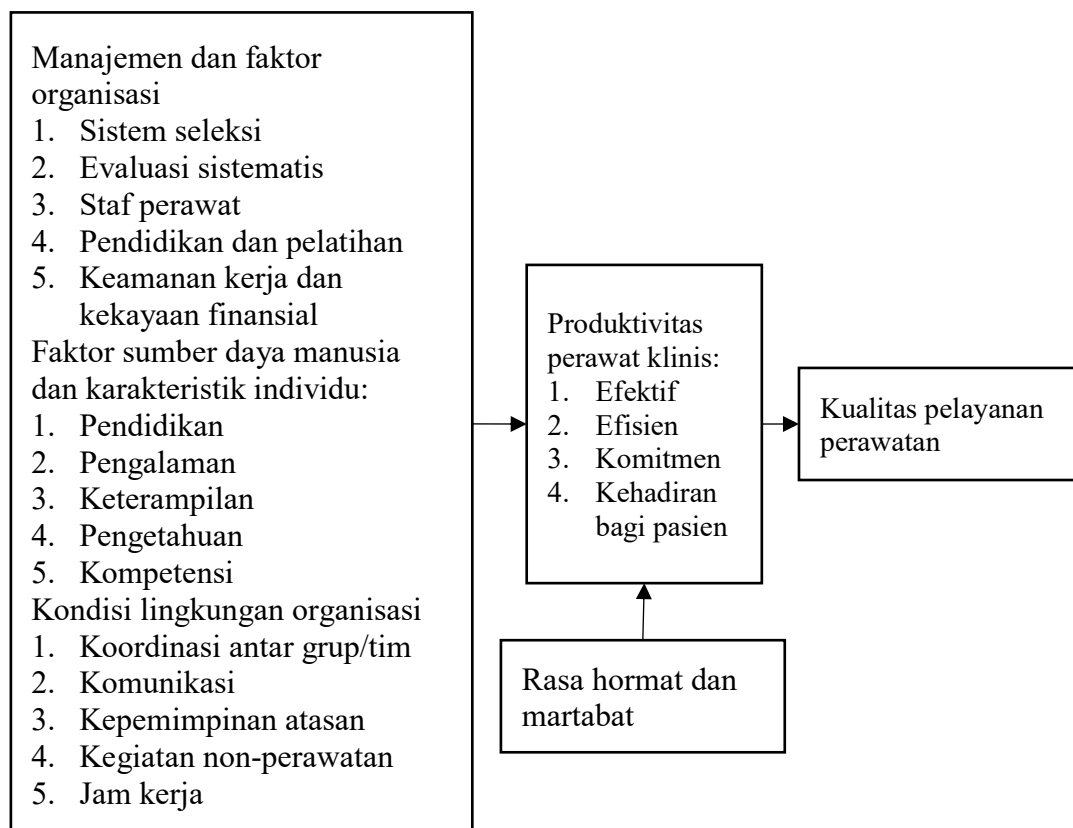 Manajemen dan faktor
organisasi
1. Sistem seleksi
2. Evaluasi sistematis
3. Staf perawat
4. Pendidikan dan pelatihan
5. Keamanan kerja dan
kekayaan finansial
Faktor sumber daya manusia
dan karakteristik individu:
1. Pendidikan
2. Pengalaman
3. Keterampilan
4. Pengetahuan
5. Kompetensi
Kondisi lingkungan organisasi
1. Koordinasi antar grup/tim
2. Komunikasi
3. Kepemimpinan atasan
4. Kegiatan non-perawatan
5. Jam kerja
Produktivitas
perawat klinis:
1. Efektif
2. Efisien
3. Komitmen
4. Kehadiran
bagi pasien
Rasa hormat dan
martabat
Kualitas pelayanan
perawatan